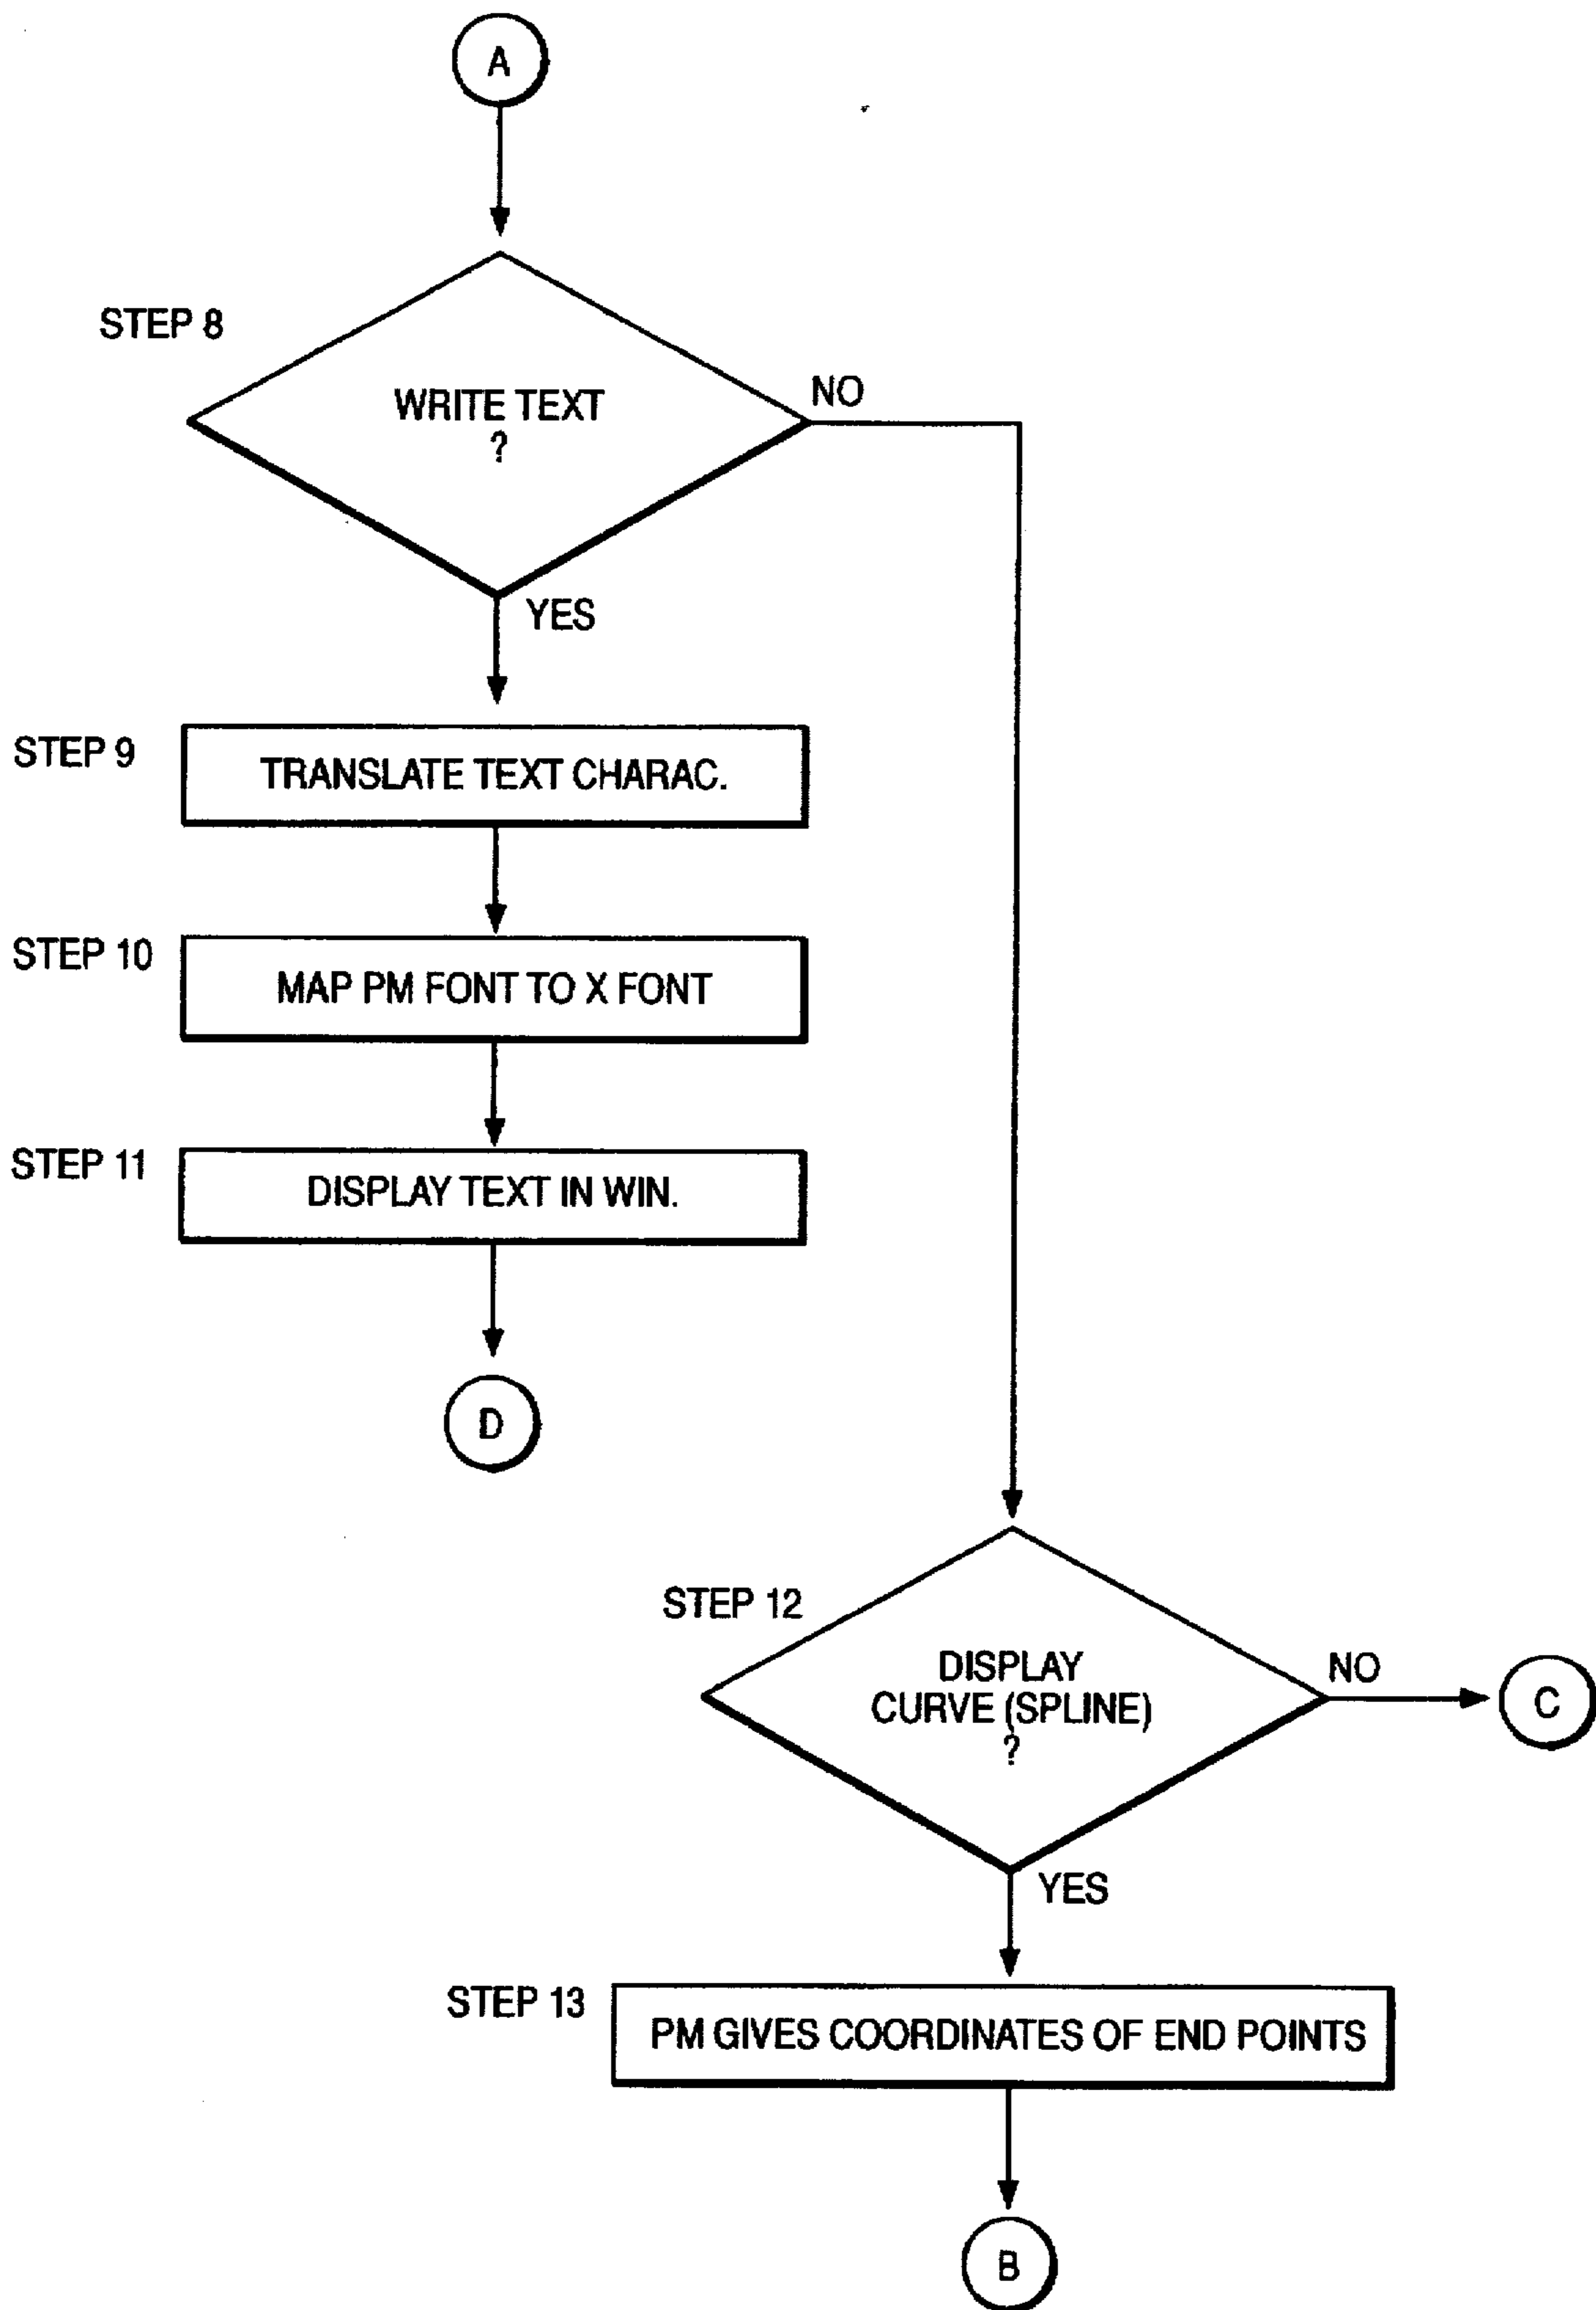 A
STEP 8
WRITE TEXT
?
NO
YES
STEP 9
TRANSLATE TEXT CHARAC.
STEP 10
MAP PM FONT TO X FONT
STEP 11
DISPLAY TEXT IN WIN.
D
STEP 12
DISPLAY
CURVE (SPLINE)
?
NO
C
YES
STEP 13
PM GIVES COORDINATES OF END POINTS
B